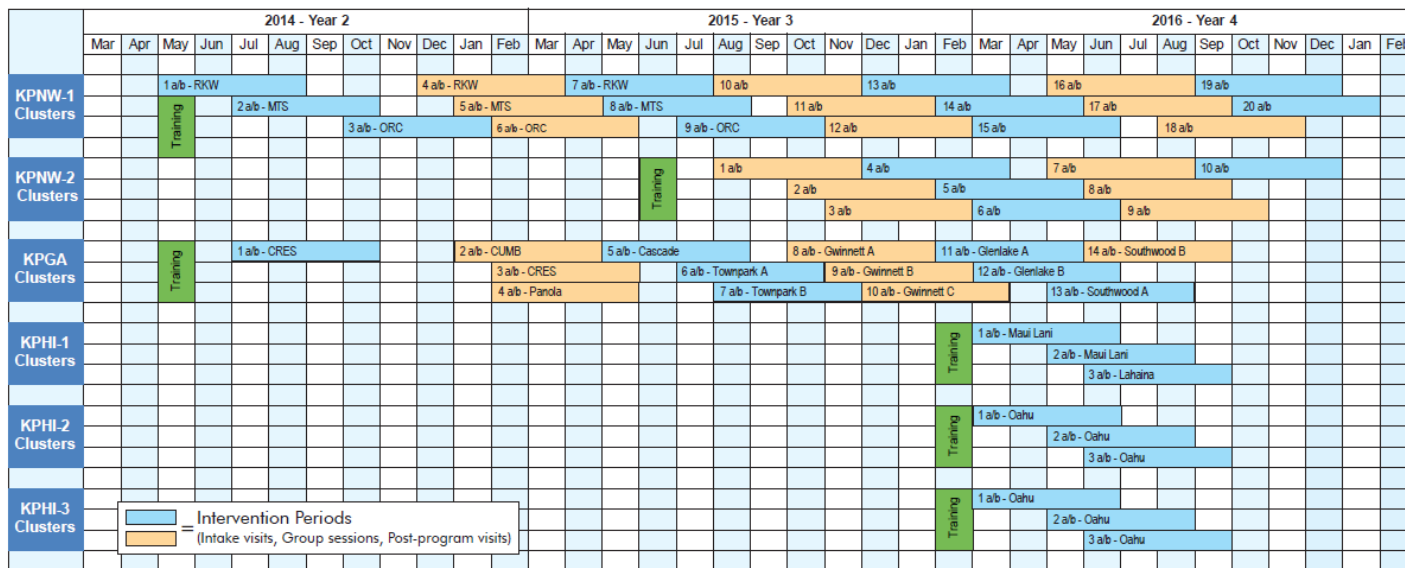 2014 - Year 2 2015 - Year 3 2016 - Year 4
Mar Apr May Jun Jul Aug Sep Oct Nov Dec Jan Feb Mar Apr May Jun Jul Aug Sep Oct Nov Dec Jan Feb Mar Apr May Jun Jul Aug Sep Oct Nov Dec Jan Feb
KPNW-1
Clusters
Training
1 a/b - RKW 4 a/b - RKW 7 a/b - RKW 10 a/b 13 a/b 16 a/b 19 a/b
2 a/b - MTS 5 a/b - MTS 8 a/b - MTS 11 a/b 14 a/b 17 a/b 20 a/b
3 a/b - ORC 6 a/b - ORC 9 a/b - ORC 12 a/b 15 a/b 18 a/b
KPNW-2
Clusters
Training
1 a/b 4 a/b 7 a/b 10 a/b
2 a/b 5 a/b 8 a/b
3 a/b 6 a/b 9 a/b
KPGA
Clusters
Training
1 a/b - CRES 2 a/b - CUMB 5 a/b - Cascade 8 a/b - Gwinnett A 11 a/b - Glenlake A 14 a/b - Southwood B
3 a/b - CRES 6 a/b - Townpark A 9 a/b - Gwinnett B 12 a/b - Glenlake B
4 a/b - Panola 7 a/b - Townpark B 10 a/b - Gwinnett C 13 a/b - Southwood A
KPHI-1
Clusters
Training
1 a/b - Maui Lani
2 a/b - Maui Lani
3 a/b - Lahaina
KPHI-2
Clusters
Training
1 a/b - Oahu
2 a/b - Oahu
3 a/b - Oahu
KPHI-3
Clusters
Training
1 a/b - Oahu
2 a/b - Oahu
3 a/b - Oahu
= Intervention Periods
(Intake visits, Group sessions, Post-program visits)